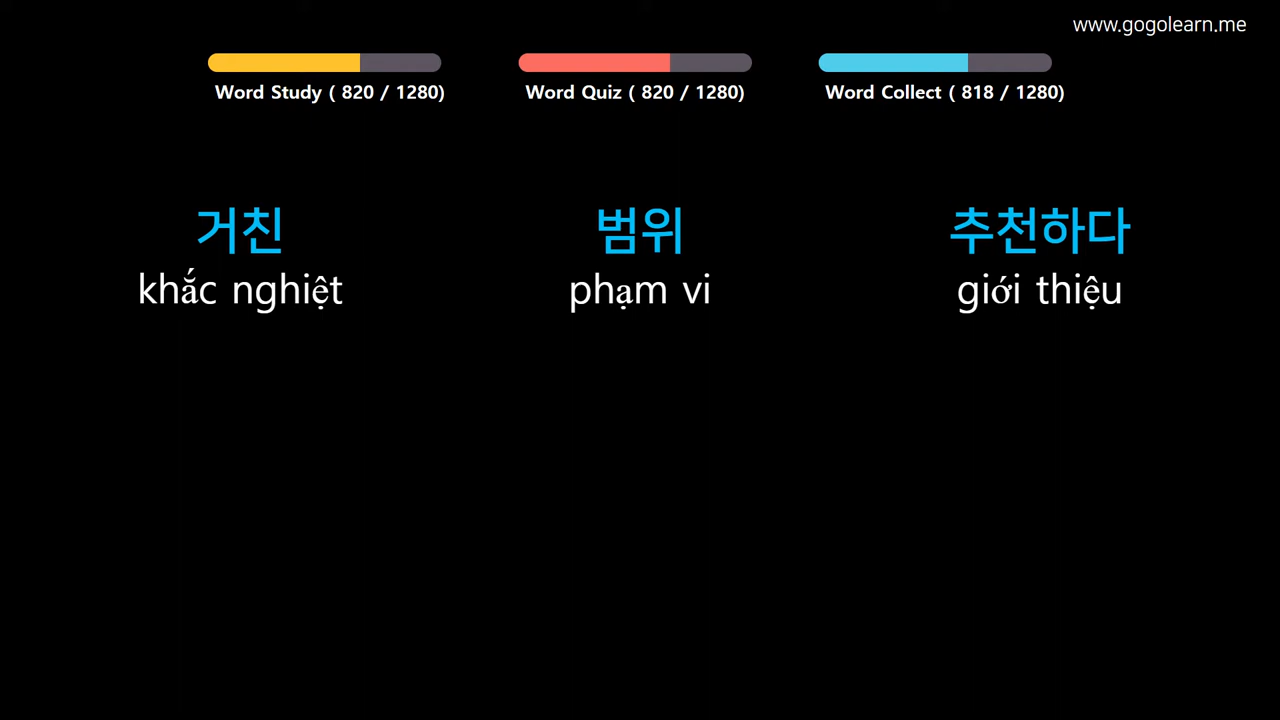 www.gogolearn.me
Word Study ( 820 / 1280)
Word Quiz ( 820 / 1280)
Word Collect ( 818 / 1280)
거친
khắc nghiệt
범위
phạm vi
추천하다
giới thiệu